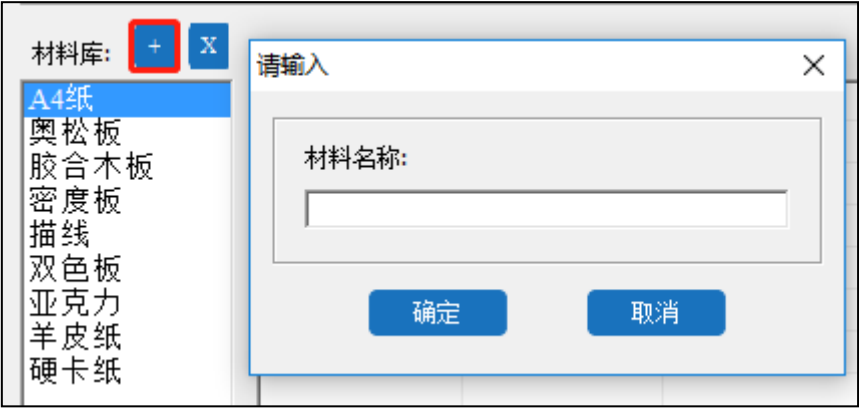 材料库: + X
A4纸
奥松板
胶合木板
密度板
描线
双色板
亚克力
羊皮纸
硬卡纸
请输入
材料名称:
确定 取消